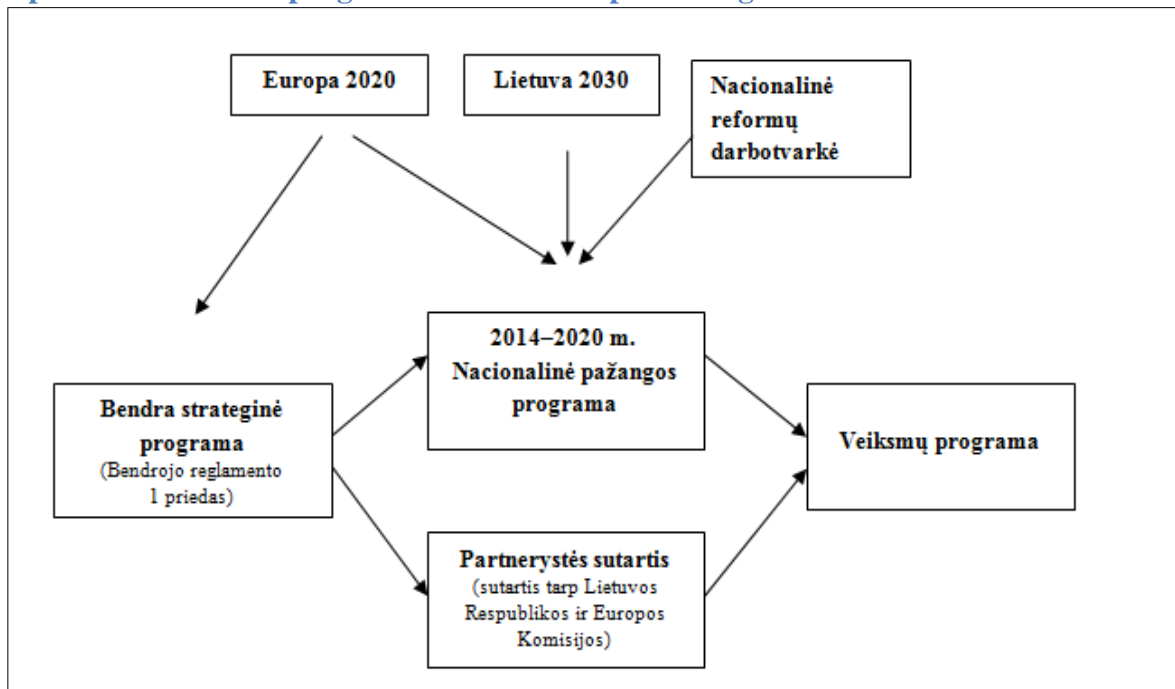 Europa 2020
Lietuva 2030
Nacionalinė
reformų
darbotvarkė
2014–2020 m.
Nacionalinė pažangos
programa
Bendra strateginė
programa
(Bendrojo reglamento
1 priedas)
Veiksmų programa
Partnerystės sutartis
(sutartis tarp Lietuvos
Respublikos ir Europos
Komisijos)